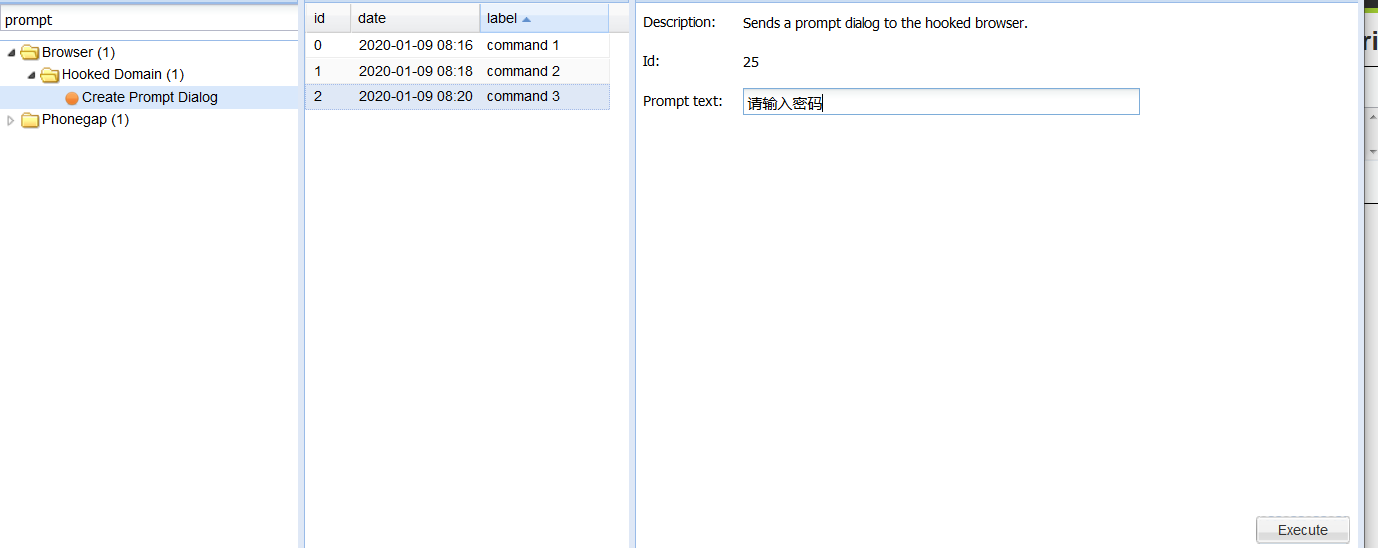 prompt
Browser (1)
Hooked Domain (1)
Create Prompt Dialog
Phonegap (1)
id date label
0 2020-01-09 08:16 command 1
1 2020-01-09 08:18 command 2
2 2020-01-09 08:20 command 3
Description: Sends a prompt dialog to the hooked browser.
Id: 25
Prompt text: 请输入密码
Execute